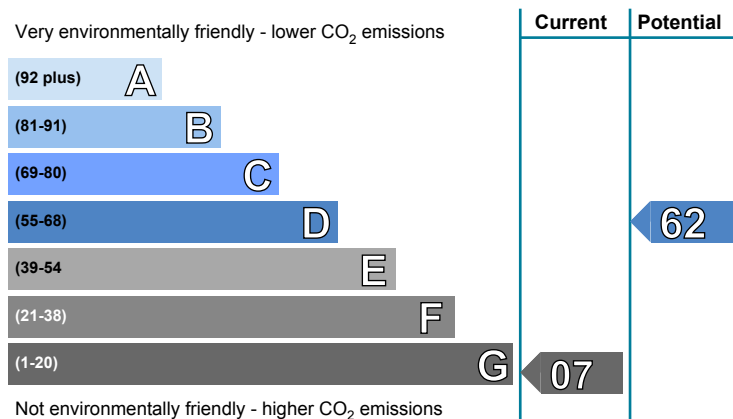 Current Potential
Very environmentally friendly - lower CO2 emissions
(92 plus) A
(81-91) B
(69-80) C
(55-68) D 62
(39-54 E
(21-38) F
(1-20) G 07
Not environmentally friendly - higher CO2 emissions